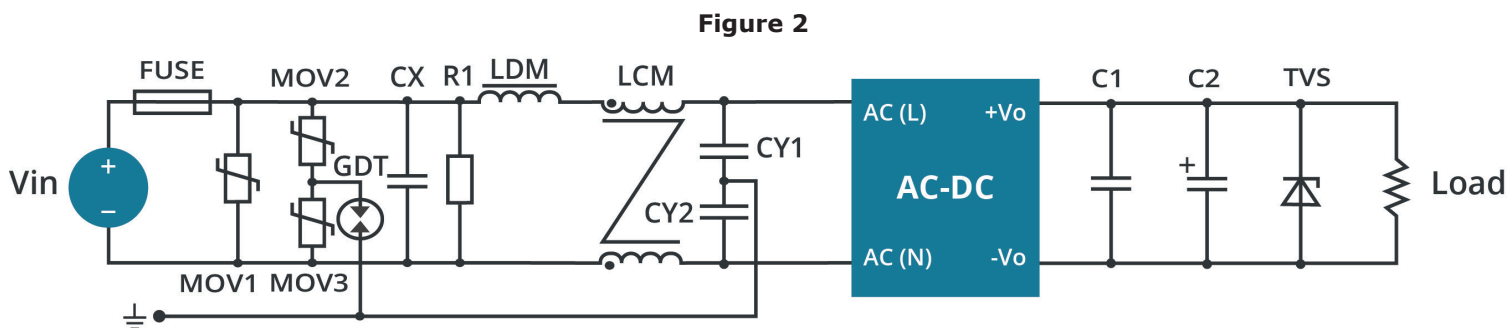 Figure 2
FUSE
MOV2
CX
R1
LDM
LCM
C1
C2
TVS
AC (L)
+Vo
Vin
+
−
GDT
CY1
AC-DC
+
Load
CY2
AC (N)
-Vo
MOV1
MOV3